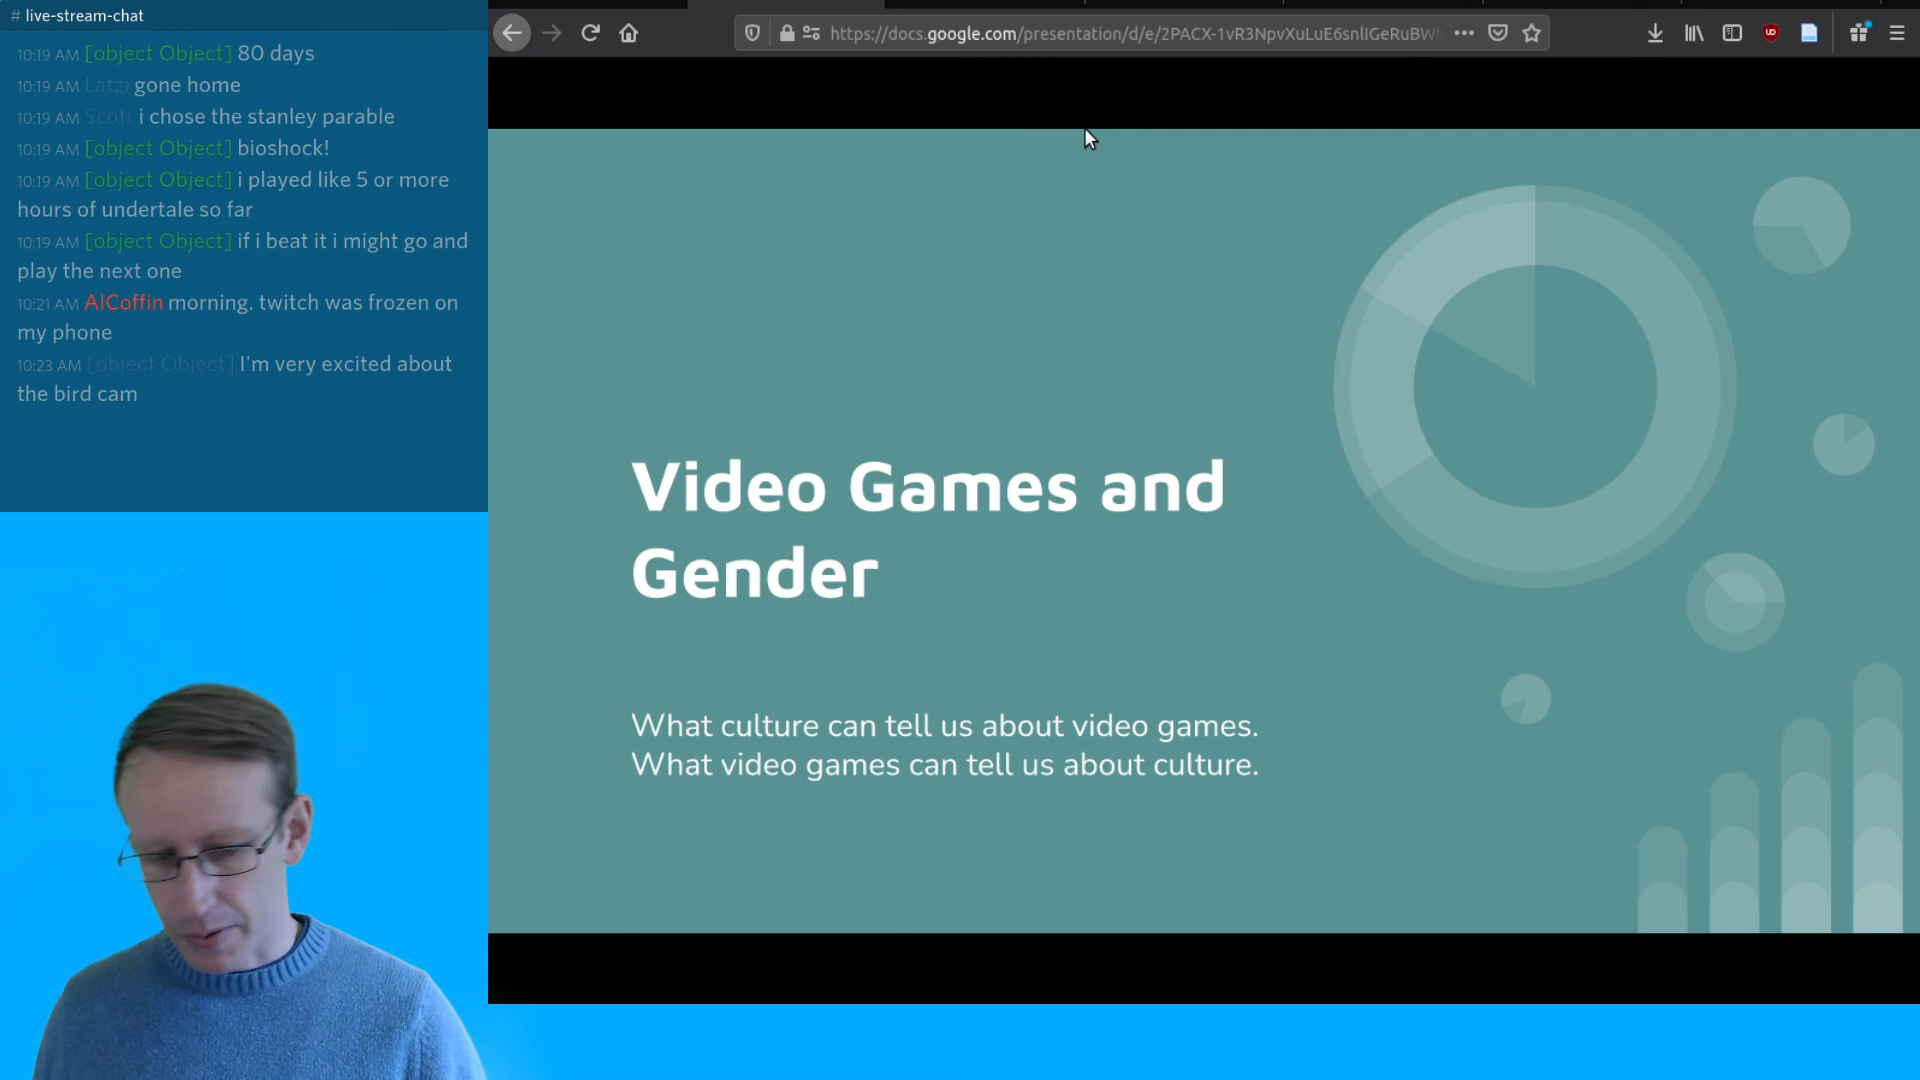 # live-stream-chat
10:19 AM [object Object] 80 days
10:19 AM Latzi gone home
10:19 AM Scott i chose the stanley parable
10:19 AM [object Object] bioshock!
10:19 AM [object Object] i played like 5 or more
hours of undertale so far
10:19 AM [object Object] if i beat it i might go and
play the next one
10:21 AM AlCoffin morning. twitch was frozen on
my phone
10:23 AM [object Object] I'm very excited about
the bird cam
https://docs.google.com/presentation/d/e/
Video Games and
Gender
What culture can tell us about video games.
What video games can tell us about culture.